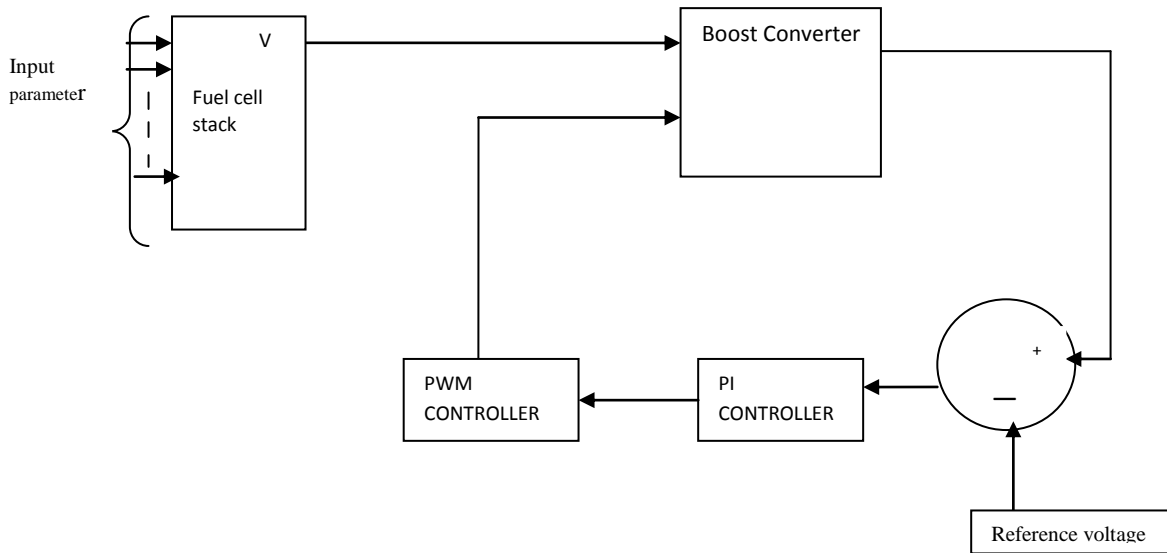 Input
parameter
V
Fuel cell
stack
Boost Converter
+
—
PWM
CONTROLLER
PI
CONTROLLER
Reference voltage